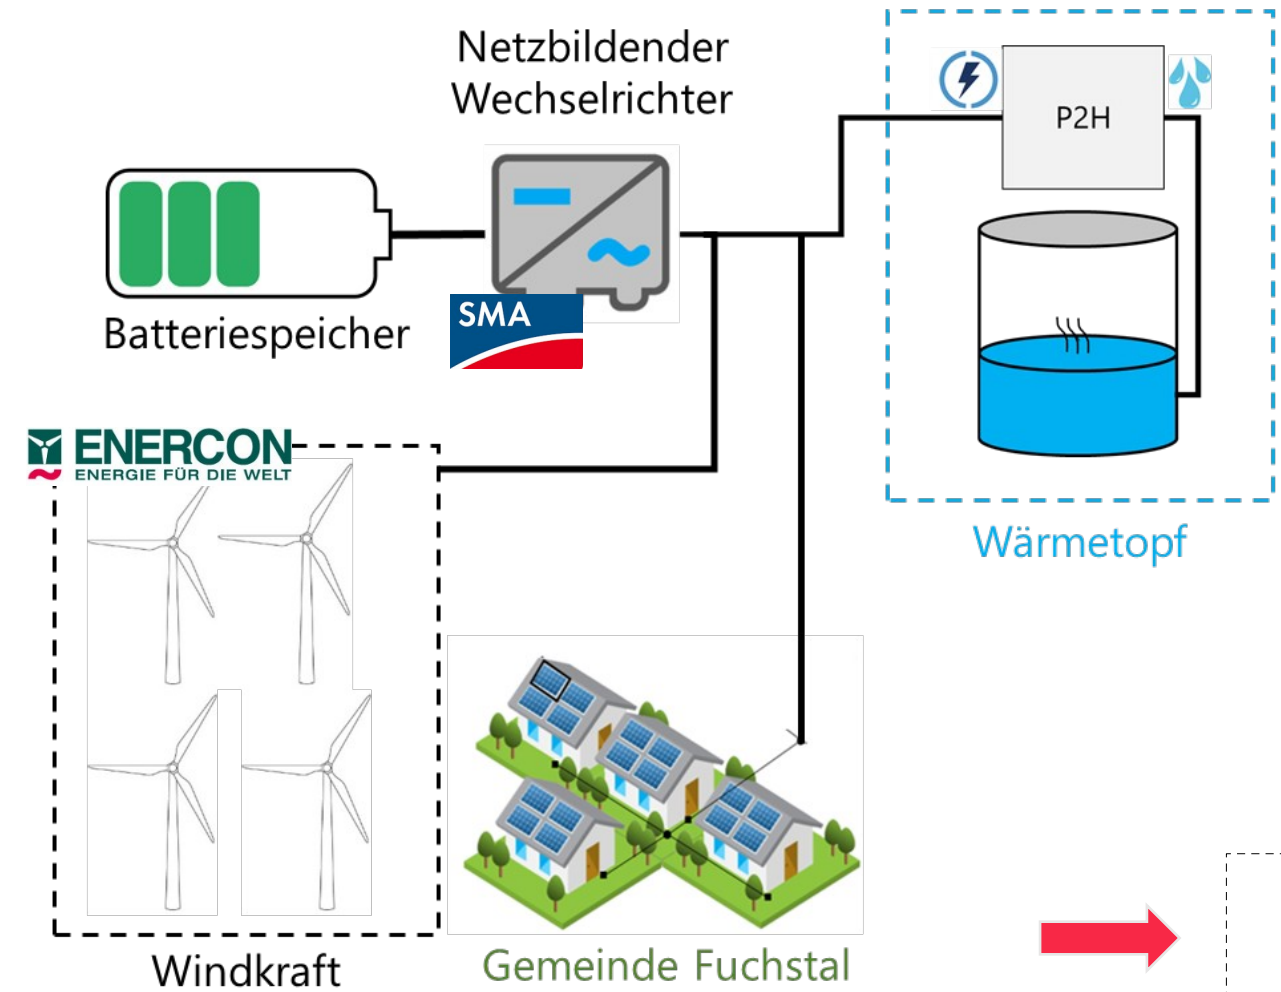 Netzbildender
Wechselrichter
P2H
Batteriespeicher
SMA
ENERCON
ENERGIE FÜR DIE WELT
Wärmetopf
Windkraft
Gemeinde Fuchstal